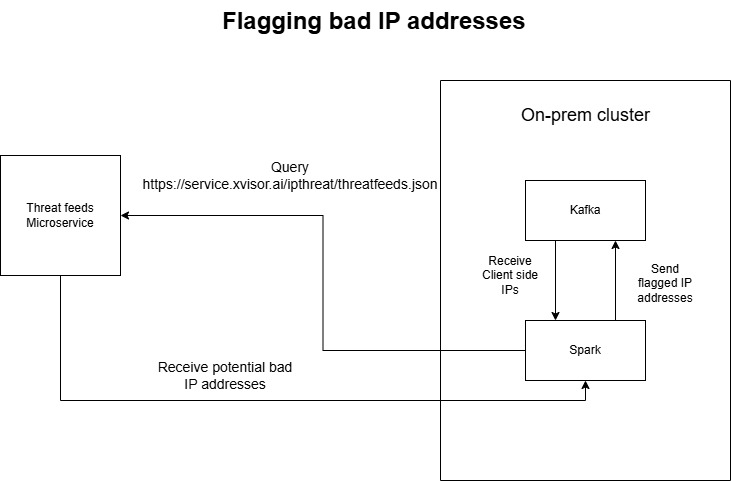 Flagging bad IP addresses
On-prem cluster
Query
https://service.xvisor.ai/ipthreat/threatfeeds.json
Threat feeds
Microservice
Kafka
Receive
Client side
IPs
Send
flagged IP
addresses
Spark
Receive potential bad
IP addresses